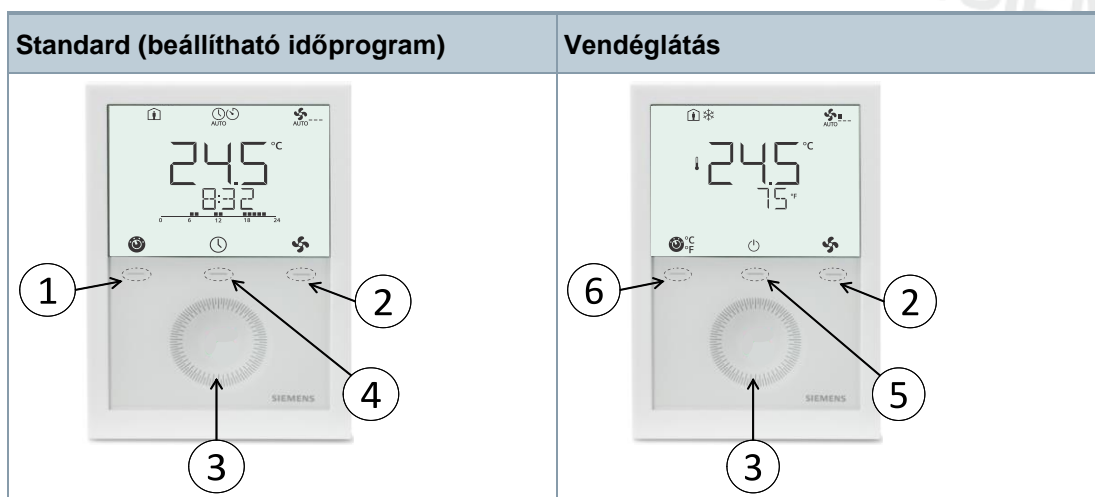 Standard (beállítható időprogram)
Vendéglátás
AUTO
AUTO
24.5 °C
8:32
0 6 12 18 24
1
2
4
3
SIEMENS
AUTO
24.5 °C
75 °F
°C
°F
6
2
5
3
SIEMENS